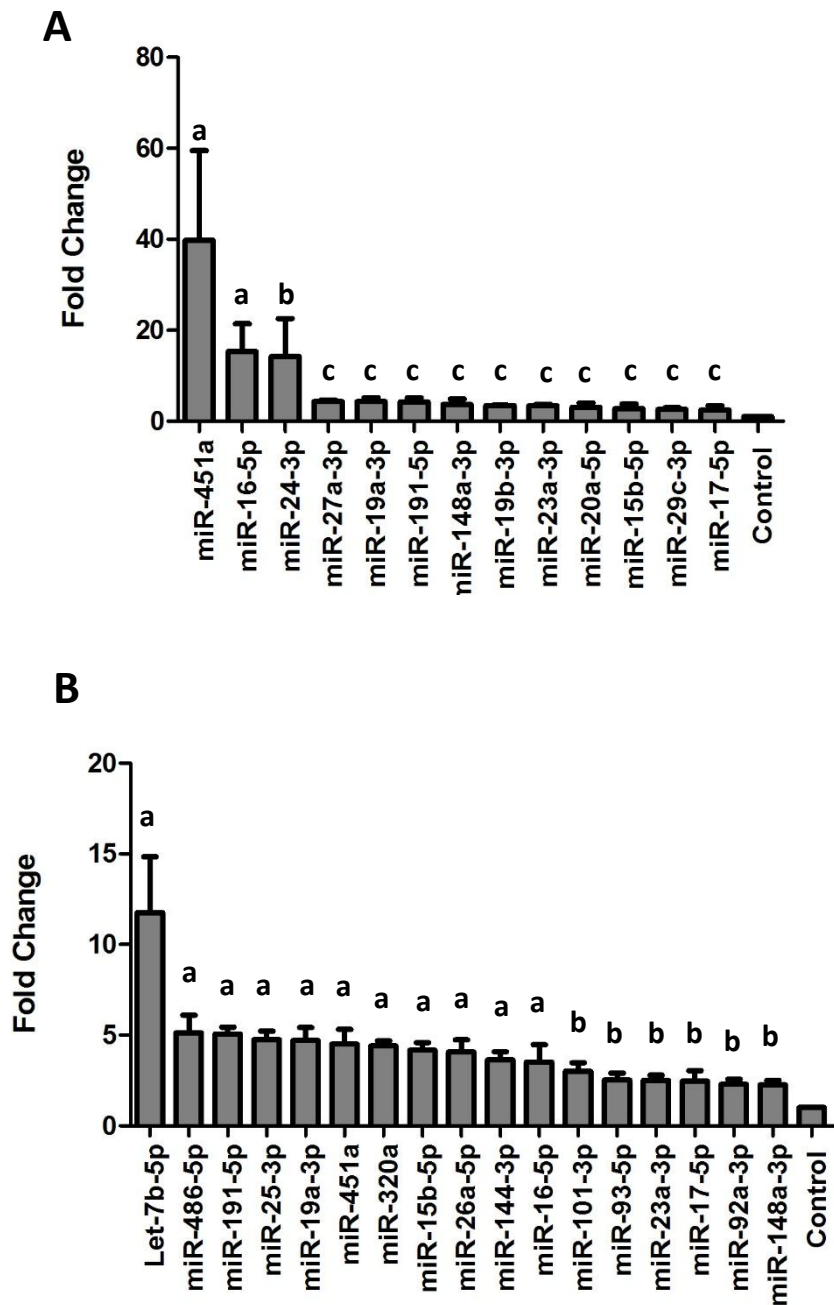 A
80
60
40
20
0
Fold Change
a
a
b
c
c
c
c
c
c
c
c
c
c
miR-451a
miR-16-5p
miR-24-3p
miR-27a-3p
miR-19a-3p
miR-191-5p
miR-148a-3p
miR-19b-3p
miR-23a-3p
miR-20a-5p
miR-15b-5p
miR-29c-3p
miR-17-5p
Control
B
20
15
10
5
0
Fold Change
a
a
a
a
a
a
a
a
a
a
a
b
b
b
b
b
b
Let-7b-5p
miR-486-5p
miR-191-5p
miR-25-3p
miR-19a-3p
miR-451a
miR-320a
miR-15b-5p
miR-26a-5p
miR-144-3p
miR-16-5p
miR-101-3p
miR-93-5p
miR-23a-3p
miR-17-5p
miR-92a-3p
miR-148a-3p
Control